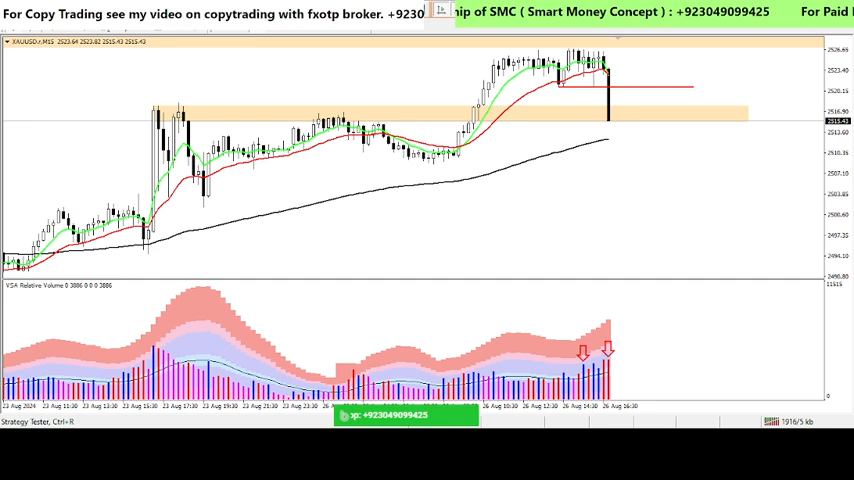 For Copy Trading see my video on copytrading with fxotp broker. +9230
ip of SMC ( Smart Money Concept ) : +923049099425
For Paid
XAUUSD.r,M15 2523.64 2523.82 2515.43 2515.43
2526.65
2523.40
2520.15
2516.90
2515.43
2513.60
2510.35
2507.10
2503.85
2500.60
2497.35
2494.10
2490.80
VSA Relative Volume 0 3886 0 0 0 3886
11515
0
23 Aug 2024
23 Aug 11:30
23 Aug 13:30
23 Aug 15:30
23 Aug 17:30
23 Aug 19:30
23 Aug 21:30
23 Aug 23:30
26 Aug 10:30
26 Aug 12:30
26 Aug 14:30
26 Aug 16:30
p: +923049099425
Strategy Tester, Ctrl+R
1916/5 kb